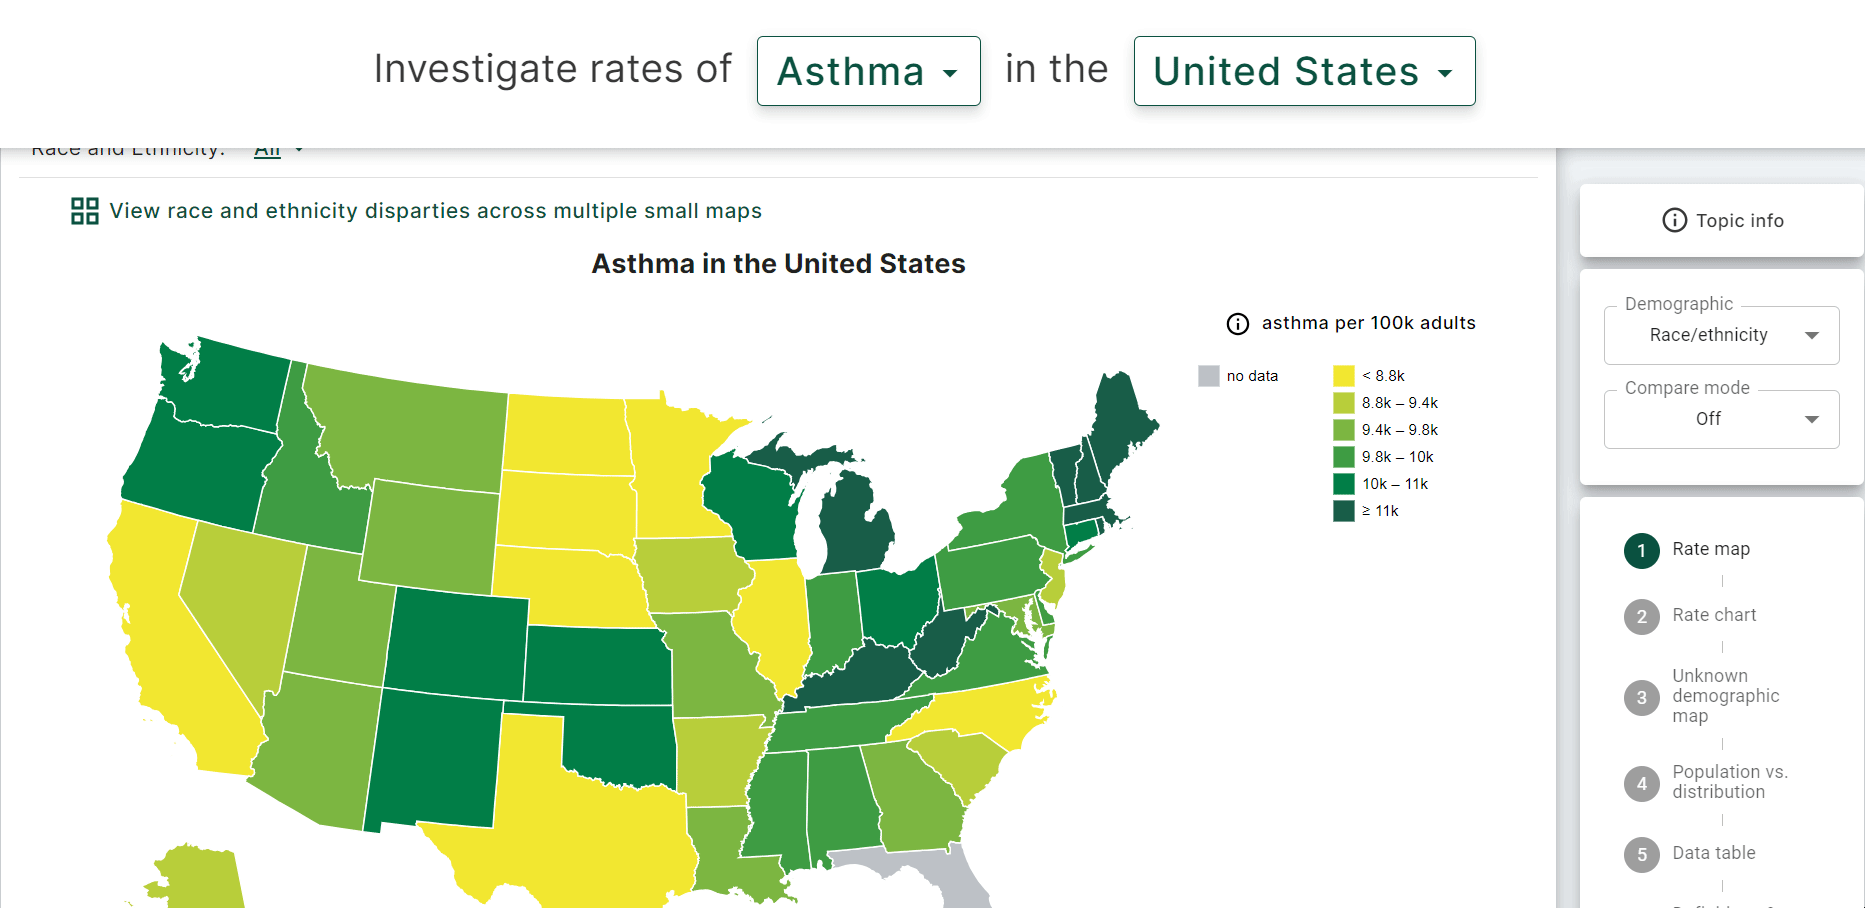 Investigate rates of Asthma in the United States
Race and Ethnicity: All
View race and ethnicity disparties across multiple small maps
Asthma in the United States
asthma per 100k adults
no data
< 8.8k
8.8k – 9.4k
9.4k – 9.8k
9.8k – 10k
10k – 11k
≥ 11k
Topic info
Demographic
Race/ethnicity
Compare mode
Off
1 Rate map
2 Rate chart
3 Unknown
demographic
map
4 Population vs.
distribution
5 Data table